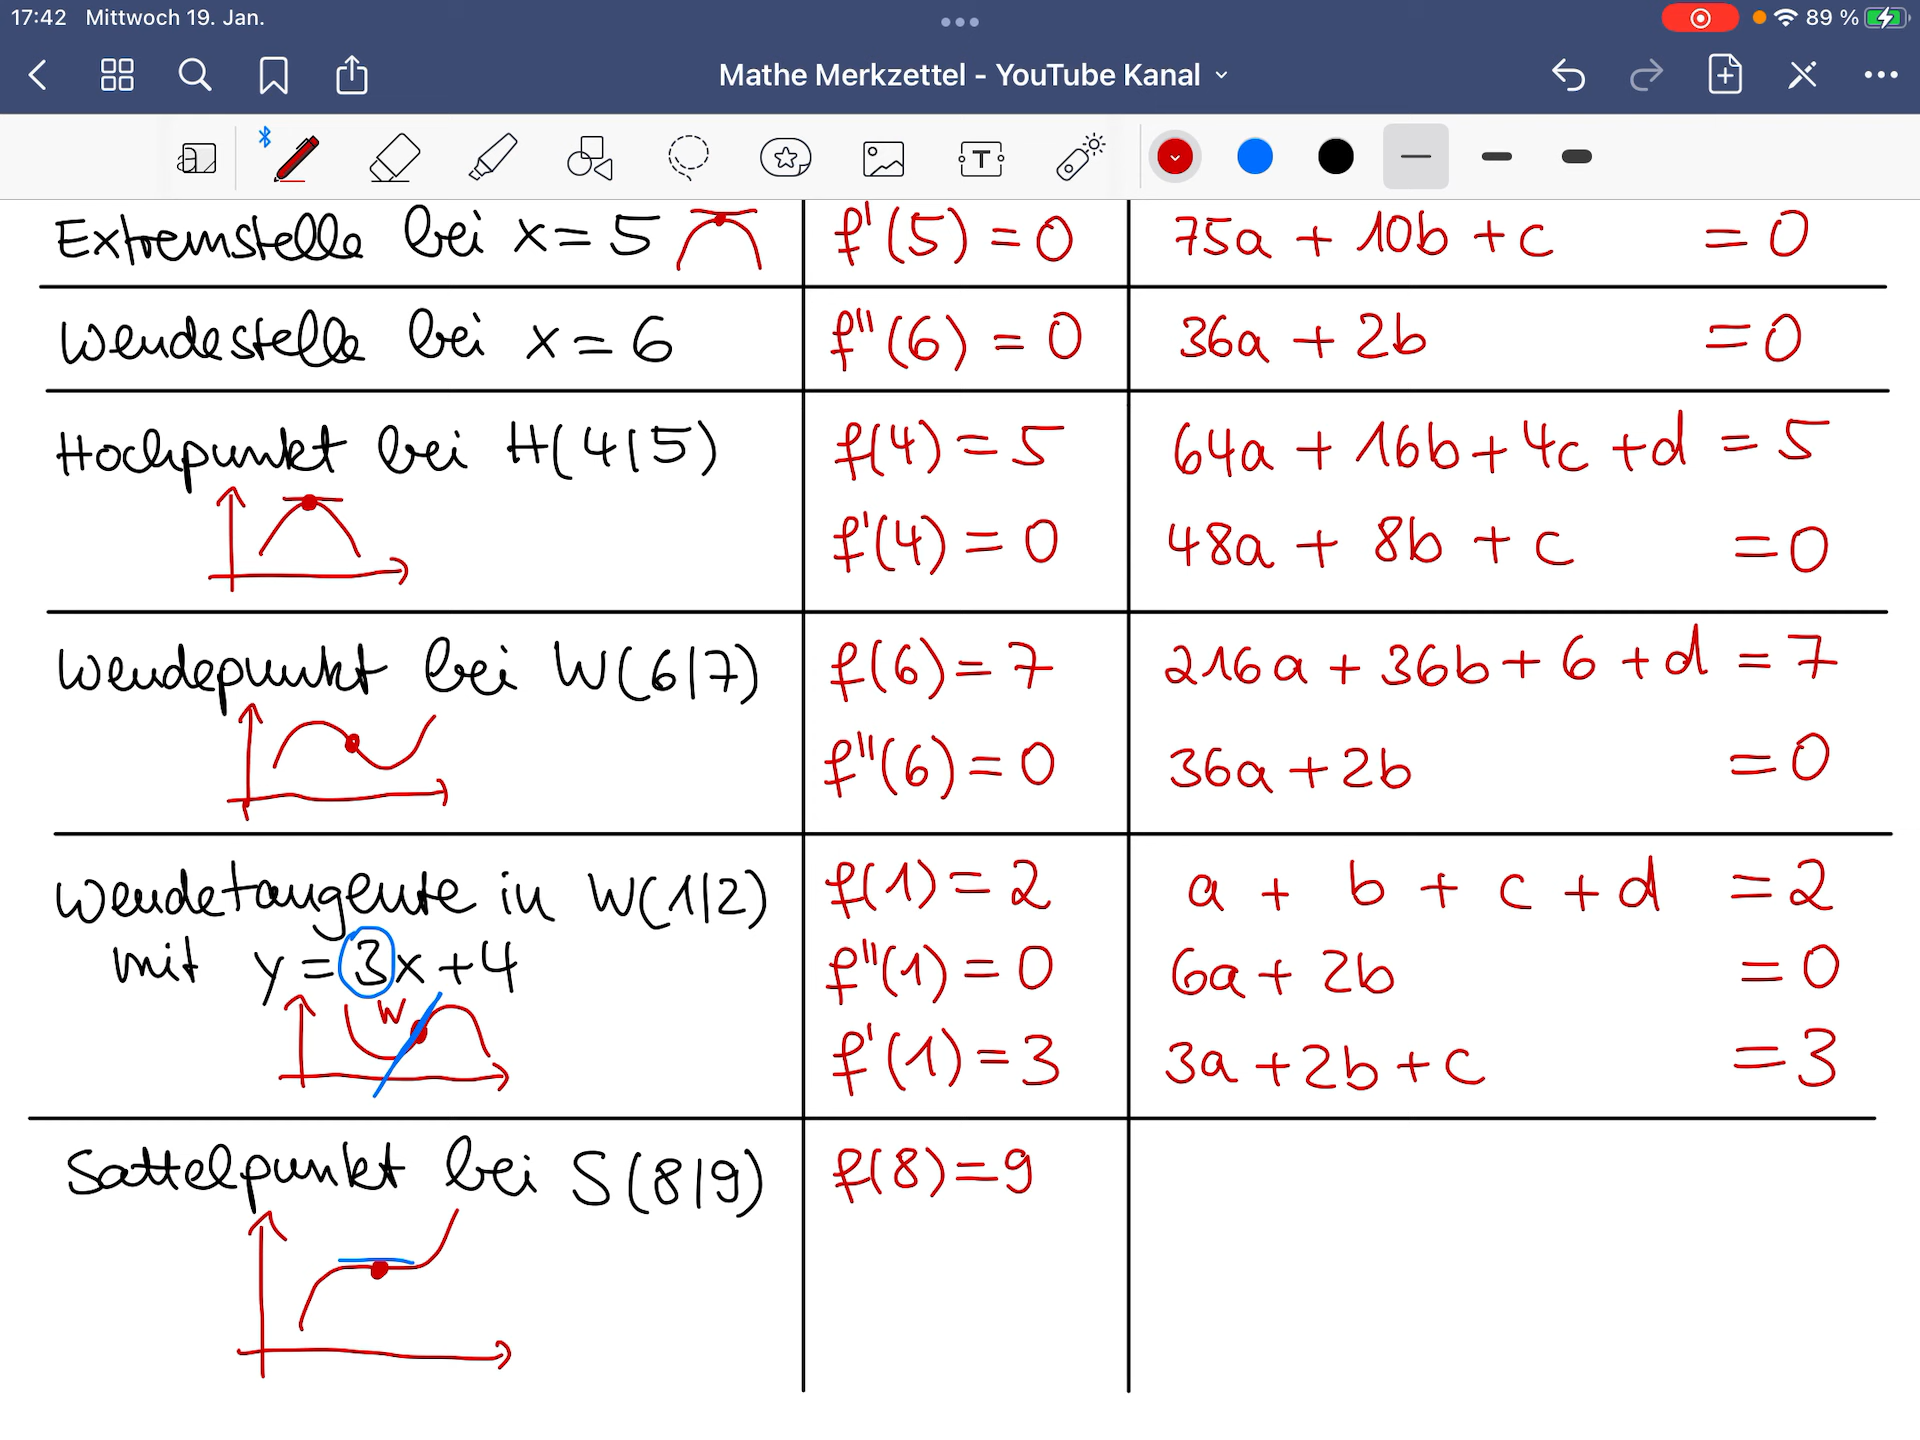 17:42 Mittwoch 19. Jan.
89 %
Mathe Merkzettel - YouTube Kanal
Extremstelle bei x = 5 f'(5) = 0 75a + 10b + c = 0
Wendestelle bei x = 6 f''(6) = 0 36a + 2b = 0
Hochpunkt bei H(4|5) f(4) = 5 64a + 16b + 4c + d = 5
f'(4) = 0 48a + 8b + c = 0
Wendepunkt bei W(6|7) f(6) = 7 216a + 36b + 6 + d = 7
f''(6) = 0 36a + 2b = 0
Wendetangente in W(1|2) f(1) = 2 a + b + c + d = 2
mit y = 3x + 4 f''(1) = 0 6a + 2b = 0
W
f'(1) = 3 3a + 2b + c = 3
Sattelpunkt bei S(8|9) f(8) = 9